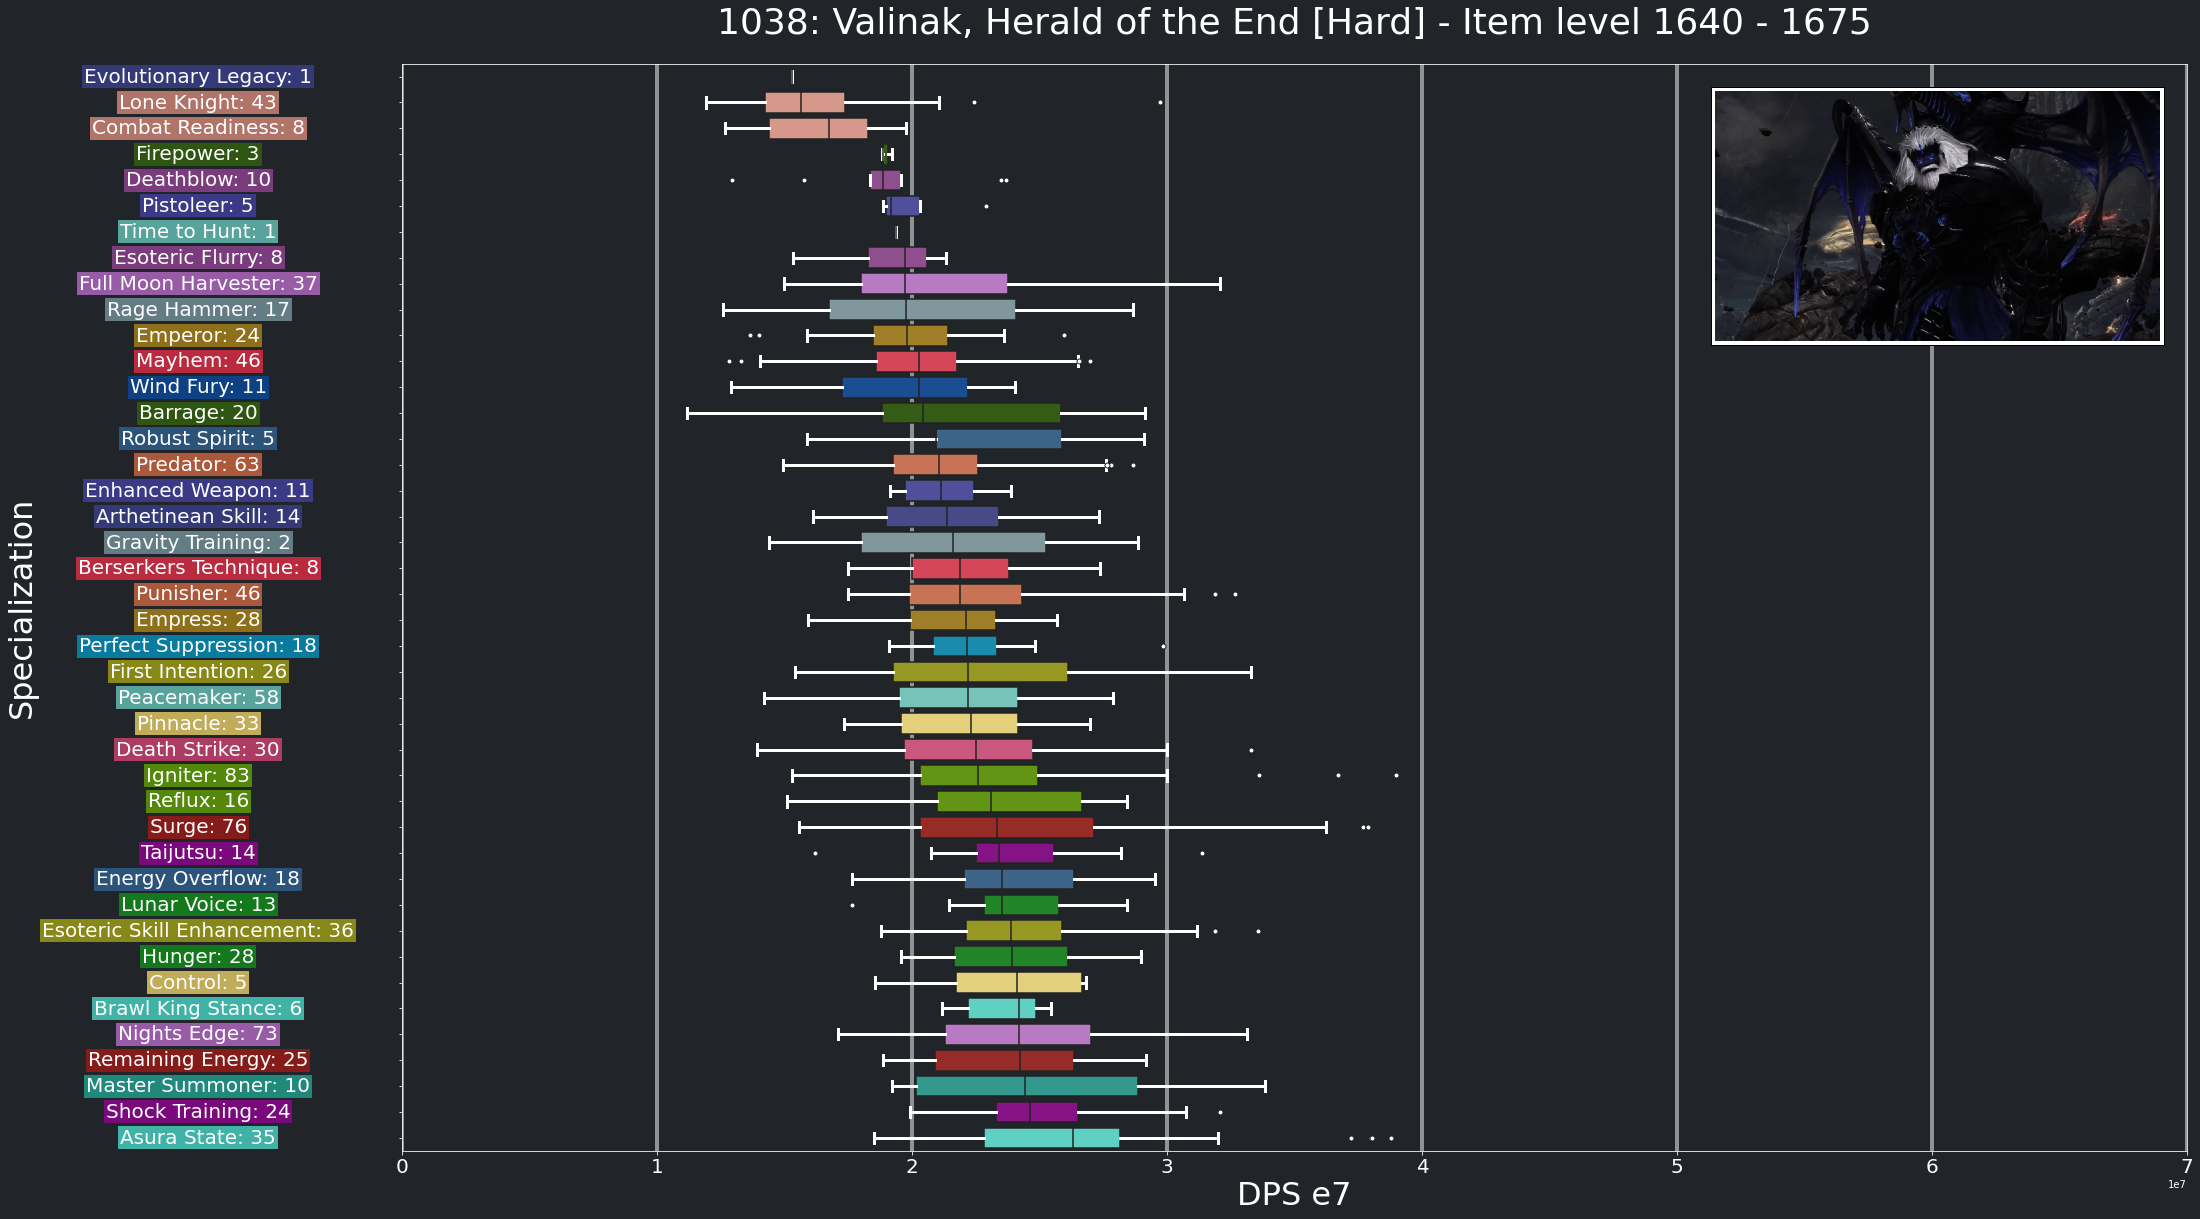 1038: Valinak, Herald of the End [Hard] - Item level 1640 - 1675
Specialization
Evolutionary Legacy: 1
Lone Knight: 43
Combat Readiness: 8
Firepower: 3
Deathblow: 10
Pistoleer: 5
Time to Hunt: 1
Esoteric Flurry: 8
Full Moon Harvester: 37
Rage Hammer: 17
Emperor: 24
Mayhem: 46
Wind Fury: 11
Barrage: 20
Robust Spirit: 5
Predator: 63
Enhanced Weapon: 11
Arthetinean Skill: 14
Gravity Training: 2
Berserkers Technique: 8
Punisher: 46
Empress: 28
Perfect Suppression: 18
First Intention: 26
Peacemaker: 58
Pinnacle: 33
Death Strike: 30
Igniter: 83
Reflux: 16
Surge: 76
Taijutsu: 14
Energy Overflow: 18
Lunar Voice: 13
Esoteric Skill Enhancement: 36
Hunger: 28
Control: 5
Brawl King Stance: 6
Nights Edge: 73
Remaining Energy: 25
Master Summoner: 10
Shock Training: 24
Asura State: 35
0 1 2 3 4 5 6 7
1e7
DPS e7